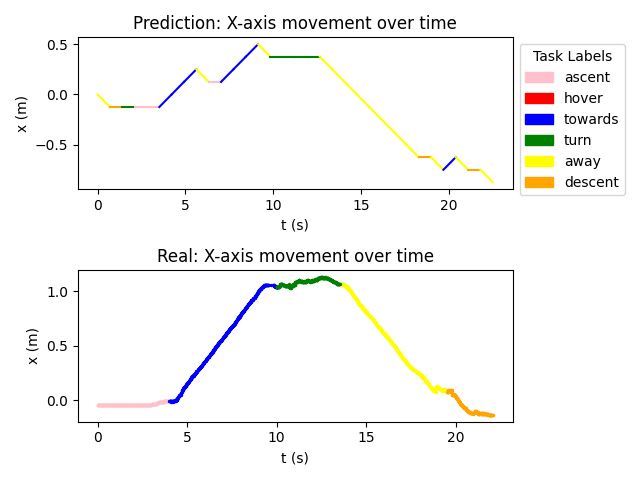 Prediction: X-axis movement over time
0.5
0.0
−0.5
x (m)
0
5
10
15
20
t (s)
Task Labels
ascent
hover
towards
turn
away
descent
Real: X-axis movement over time
1.0
0.5
0.0
x (m)
0
5
10
15
20
t (s)